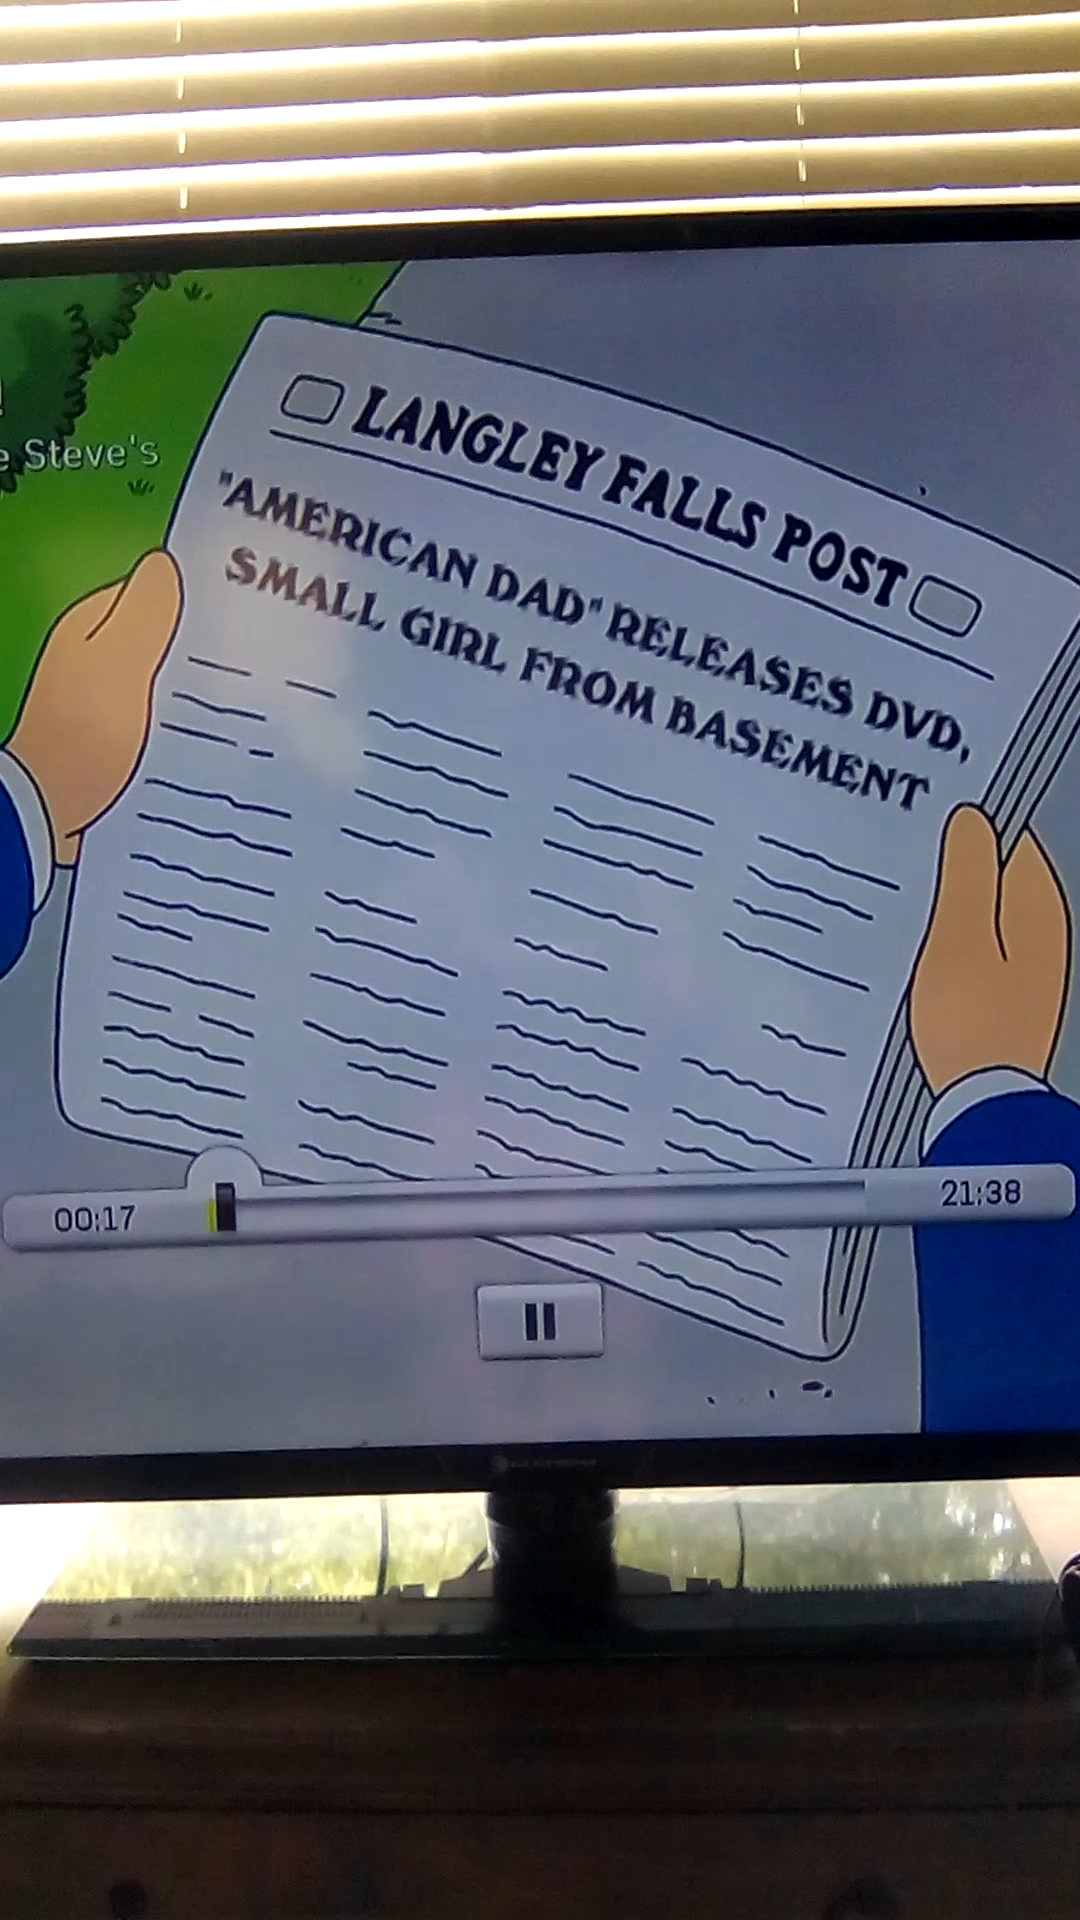 e Steve's
LANGLEY FALLS POST
"AMERICAN DAD" RELEASES DVD,
SMALL GIRL FROM BASEMENT
00:17
21:38